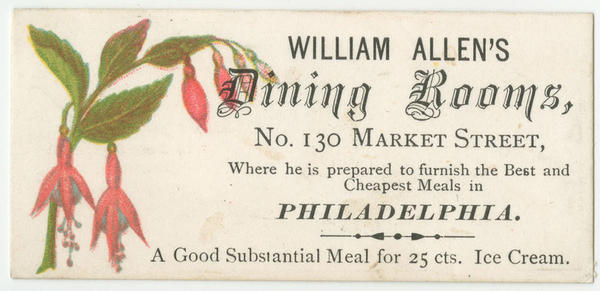 WILLIAM ALLEN'S
Dining Rooms,
No. 130 MARKET STREET,
Where he is prepared to furnish the Best and
Cheapest Meals in
PHILADELPHIA.
A Good Substantial Meal for 25 cts. Ice Cream.